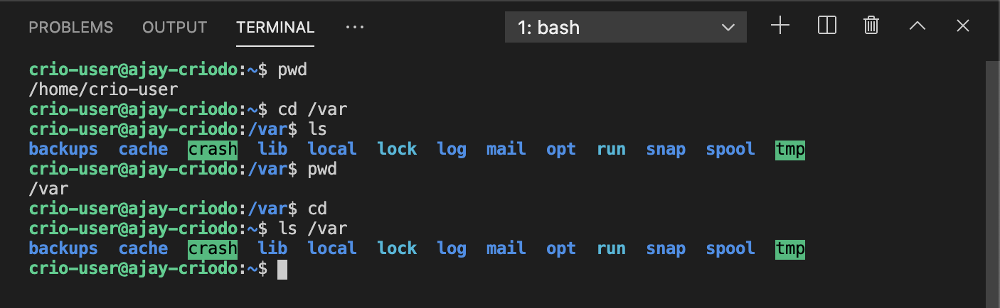 PROBLEMS OUTPUT TERMINAL ··· 1: bash
crio-user@ajay-criodo:~$ pwd
/home/crio-user
crio-user@ajay-criodo:~$ cd /var
crio-user@ajay-criodo:/var$ ls
backups cache crash lib local lock log mail opt run snap spool tmp
crio-user@ajay-criodo:/var$ pwd
/var
crio-user@ajay-criodo:/var$ cd
crio-user@ajay-criodo:~$ ls /var
backups cache crash lib local lock log mail opt run snap spool tmp
crio-user@ajay-criodo:~$